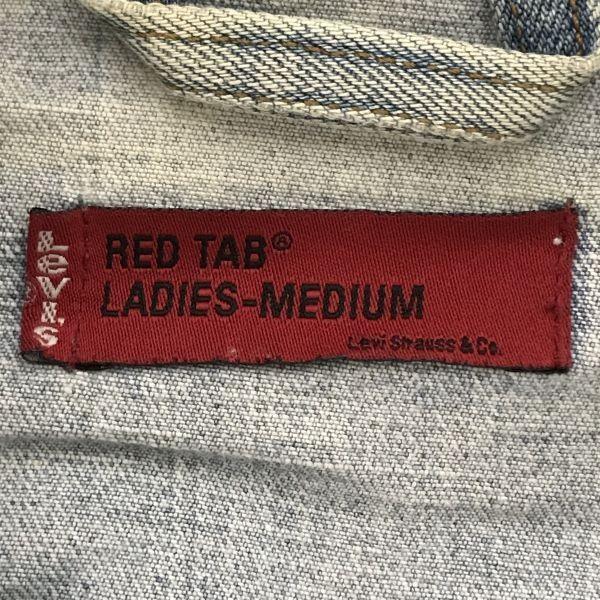 LEVI'S
RED TAB®
LADIES-MEDIUM
Levi Strauss & Co.